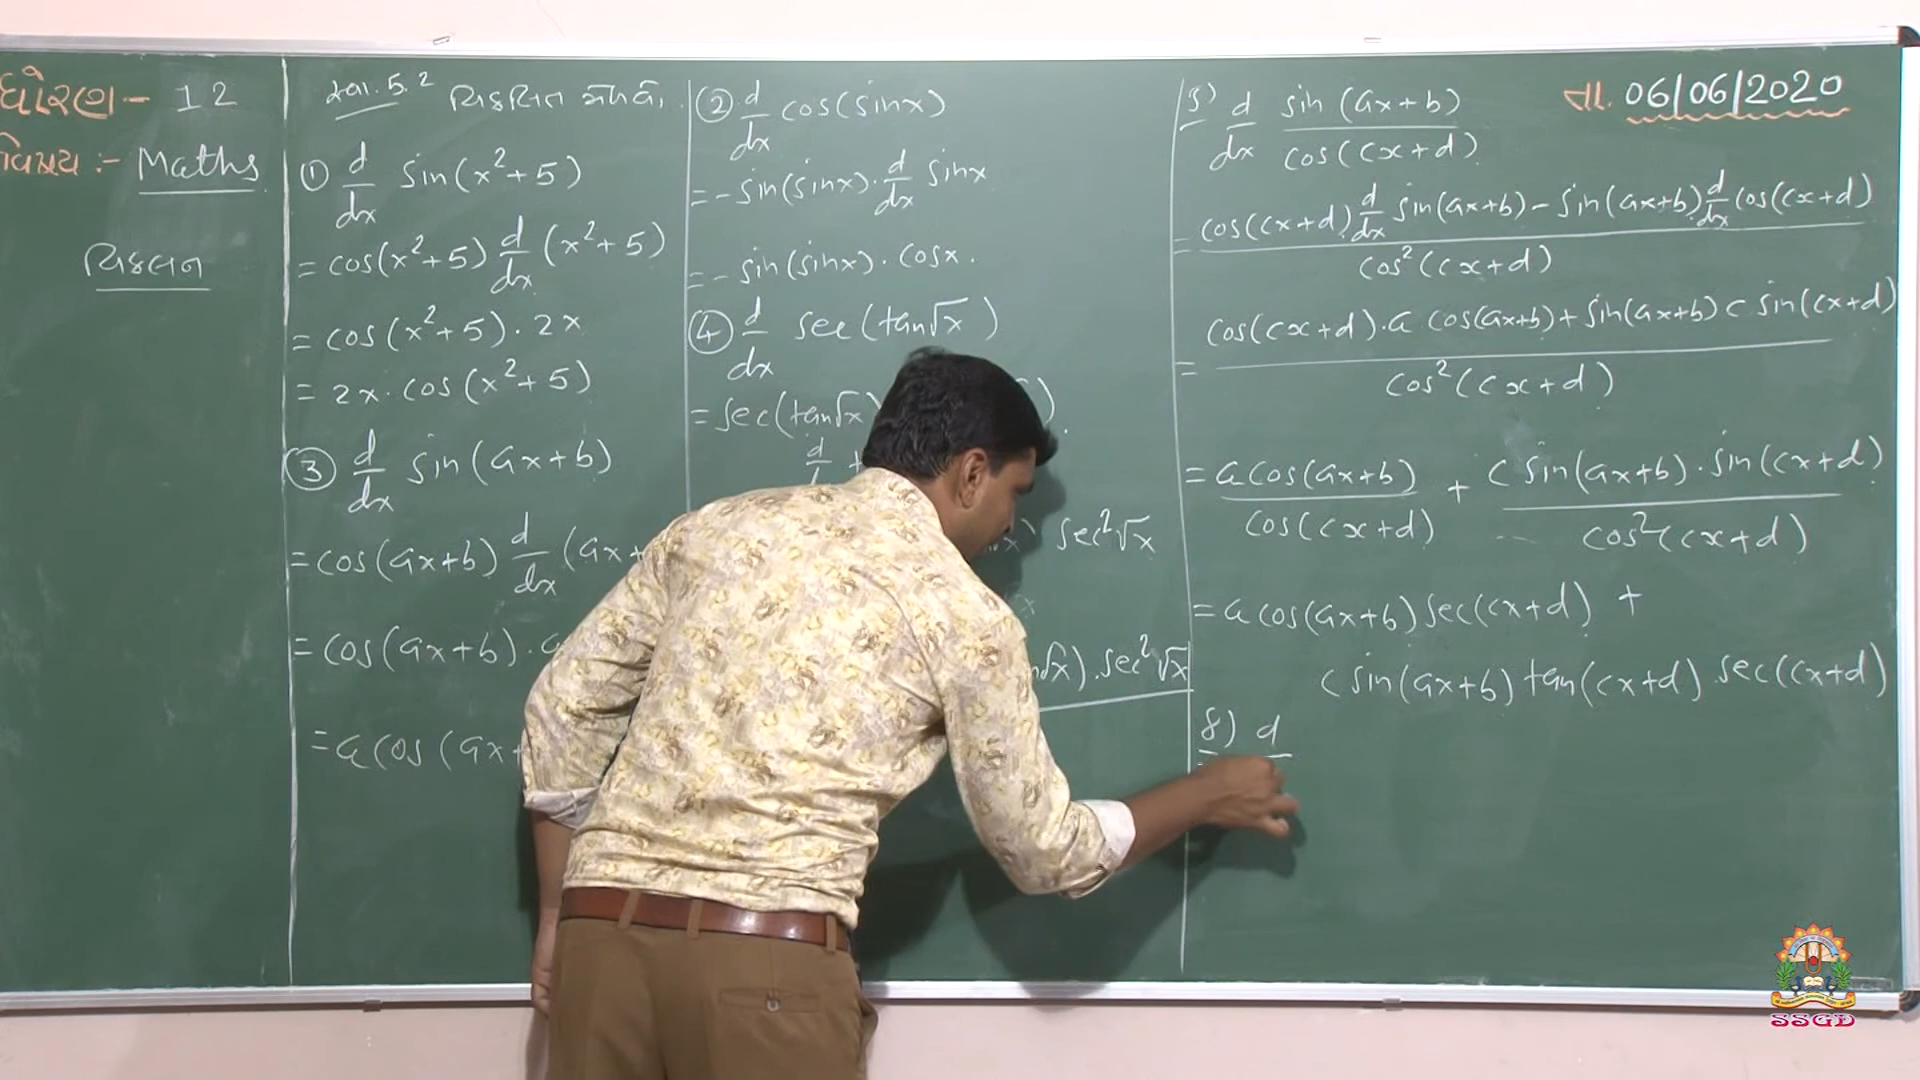 ધોરણ - 12
વિષય :- Maths
વિકલન
સ્વા. 5.2 વિકલિત મેળવો.
① d/dx sin(x²+5)
= cos(x²+5) d/dx (x²+5)
= cos(x²+5) · 2x
= 2x · cos(x²+5)
③ d/dx sin(ax+b)
= cos(ax+b) d/dx (ax+
= cos(ax+b) · a
= a cos(ax+
② d/dx cos(sinx)
= - sin(sinx) · d/dx sinx
= - sin(sinx) · cosx.
④ d/dx sec(tan√x)
= sec(tan√x)
d/d
sec²√x
√x) . sec²√x
5) d/dx sin(ax+b)/cos(cx+d)
= cos(cx+d) d/dx sin(ax+b) - sin(ax+b) d/dx cos(cx+d)
cos²(cx+d)
= cos(cx+d) · a cos(ax+b) + sin(ax+b) c sin(cx+d)
cos²(cx+d)
= a cos(ax+b)/cos(cx+d) + c sin(ax+b) · sin(cx+d)/cos²(cx+d)
= a cos(ax+b) sec(cx+d) +
c sin(ax+b) tan(cx+d) · sec(cx+d)
8) d
તા. 06/06/2020
SSGD